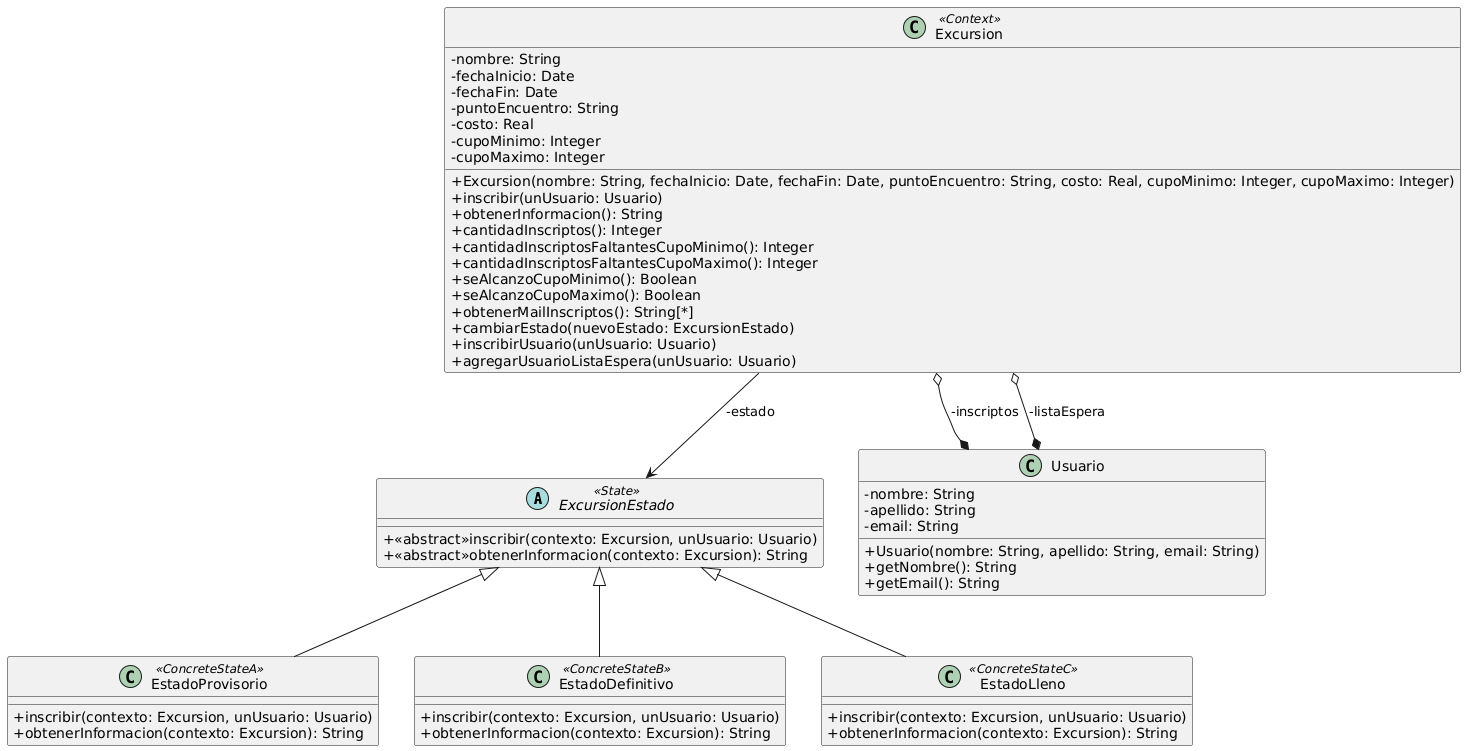 «Context»
Excursion
-nombre: String
-fechaInicio: Date
-fechaFin: Date
-puntoEncuentro: String
-costo: Real
-cupoMinimo: Integer
-cupoMaximo: Integer
+Excursion(nombre: String, fechaInicio: Date, fechaFin: Date, puntoEncuentro: String, costo: Real, cupoMinimo: Integer, cupoMaximo: Integer)
+inscribir(unUsuario: Usuario)
+obtenerInformacion(): String
+cantidadInscriptos(): Integer
+cantidadInscriptosFaltantesCupoMinimo(): Integer
+cantidadInscriptosFaltantesCupoMaximo(): Integer
+seAlcanzoCupoMinimo(): Boolean
+seAlcanzoCupoMaximo(): Boolean
+obtenerMailInscriptos(): String[*]
+cambiarEstado(nuevoEstado: ExcursionEstado)
+inscribirUsuario(unUsuario: Usuario)
+agregarUsuarioListaEspera(unUsuario: Usuario)
-estado
-inscriptos
-listaEspera
«State»
ExcursionEstado
+«abstract»inscribir(contexto: Excursion, unUsuario: Usuario)
+«abstract»obtenerInformacion(contexto: Excursion): String
Usuario
-nombre: String
-apellido: String
-email: String
+Usuario(nombre: String, apellido: String, email: String)
+getNombre(): String
+getEmail(): String
«ConcreteStateA»
EstadoProvisorio
+inscribir(contexto: Excursion, unUsuario: Usuario)
+obtenerInformacion(contexto: Excursion): String
«ConcreteStateB»
EstadoDefinitivo
+inscribir(contexto: Excursion, unUsuario: Usuario)
+obtenerInformacion(contexto: Excursion): String
«ConcreteStateC»
EstadoLleno
+inscribir(contexto: Excursion, unUsuario: Usuario)
+obtenerInformacion(contexto: Excursion): String